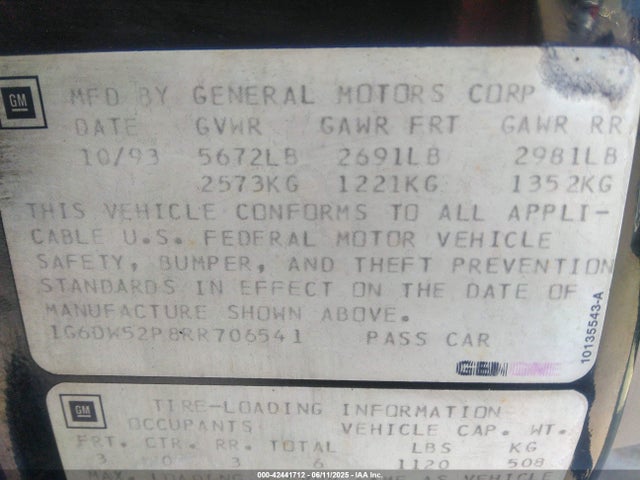 GM
MFD BY GENERAL MOTORS CORP
DATE GVWR GAWR FRT GAWR RR
10/93 5672LB 2691LB 2981LB
2573KG 1221KG 1352KG
THIS VEHICLE CONFORMS TO ALL APPLI-
CABLE U.S. FEDERAL MOTOR VEHICLE
SAFETY, BUMPER, AND THEFT PREVENTION
STANDARDS IN EFFECT ON THE DATE OF
MANUFACTURE SHOWN ABOVE.
1G6DW52P8RR706541 PASS CAR
10135543-A
GM
TIRE-LOADING INFORMATION
OCCUPANTS VEHICLE CAP. WT.
FRT. CTR. RR. TOTAL LBS KG
3 0 3 6 1120 508
MAX. LOADING AS VEHICLE
000-42441712 - 06/11/2025 - IAA Inc.